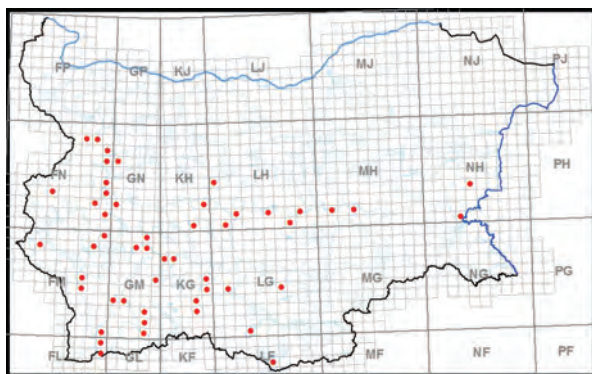 FP GP KJ LJ MJ NJ PJ
FN GN KH LH MH NH PH
FM GM KG LG MG NG PG
FL GL KF LF MF NF PF